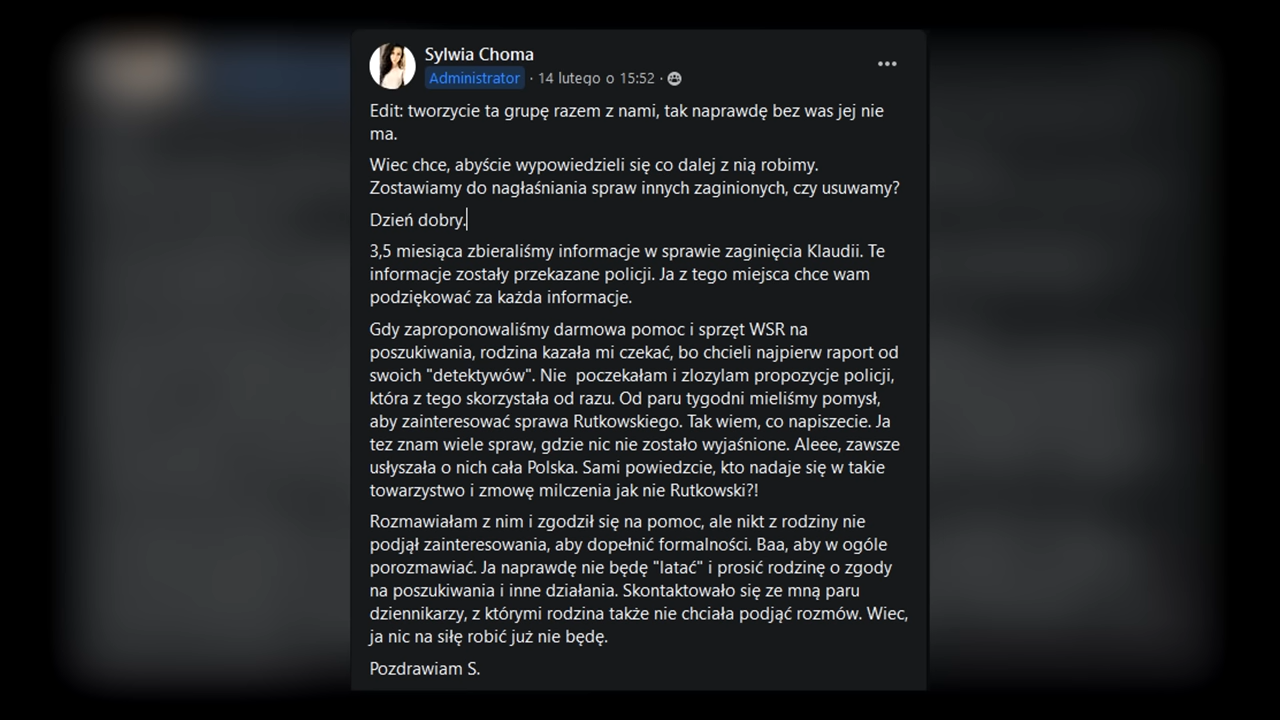 Sylwia Choma
Administrator · 14 lutego o 15:52 ·
Edit: tworzycie ta grupę razem z nami, tak naprawdę bez was jej nie
ma.
Wiec chce, abyście wypowiedzieli się co dalej z nią robimy.
Zostawiamy do nagłaśniania spraw innych zaginionych, czy usuwamy?
Dzień dobry.
3,5 miesiąca zbieraliśmy informacje w sprawie zaginięcia Klaudii. Te
informacje zostały przekazane policji. Ja z tego miejsca chce wam
podziękować za każda informacje.
Gdy zaproponowaliśmy darmowa pomoc i sprzęt WSR na
poszukiwania, rodzina kazała mi czekać, bo chcieli najpierw raport od
swoich "detektywów". Nie  poczekałam i zlozylam propozycje policji,
która z tego skorzystała od razu. Od paru tygodni mieliśmy pomysł,
aby zainteresować sprawa Rutkowskiego. Tak wiem, co napiszecie. Ja
tez znam wiele spraw, gdzie nic nie zostało wyjaśnione. Aleee, zawsze
usłyszała o nich cała Polska. Sami powiedzcie, kto nadaje się w takie
towarzystwo i zmowę milczenia jak nie Rutkowski?!
Rozmawiałam z nim i zgodził się na pomoc, ale nikt z rodziny nie
podjął zainteresowania, aby dopełnić formalności. Baa, aby w ogóle
porozmawiać. Ja naprawdę nie będę "latać" i prosić rodzinę o zgody
na poszukiwania i inne działania. Skontaktowało się ze mną paru
dziennikarzy, z którymi rodzina także nie chciała podjąć rozmów. Wiec,
ja nic na siłę robić już nie będę.
Pozdrawiam S.